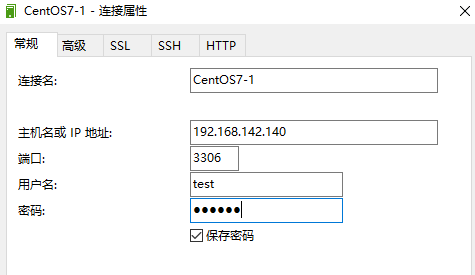 CentOS7-1 - 连接属性
常规 高级 SSL SSH HTTP
连接名: CentOS7-1
主机名或 IP 地址: 192.168.142.140
端口: 3306
用户名: test
密码: ●●●●●●
保存密码